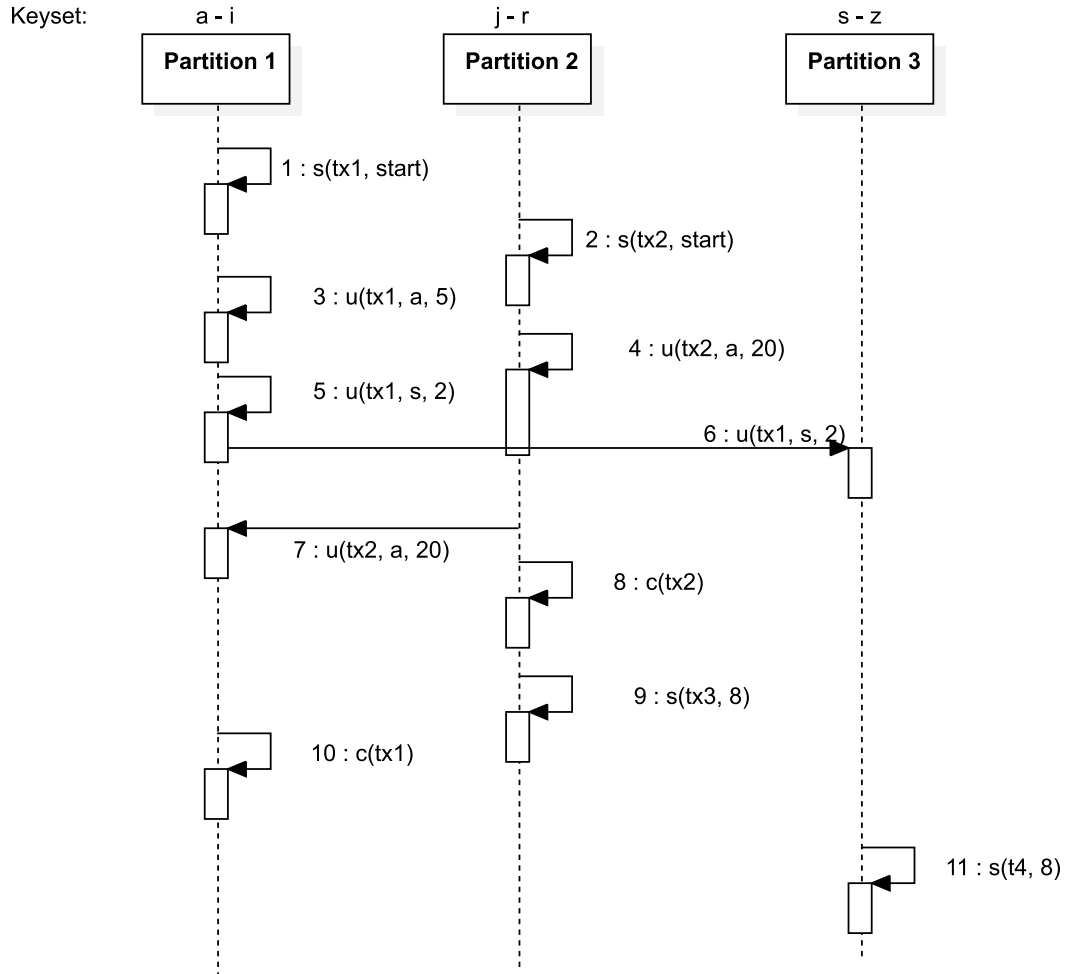 Keyset: a - i j - r s - z
Partition 1 Partition 2 Partition 3
1 : s(tx1, start)
2 : s(tx2, start)
3 : u(tx1, a, 5)
4 : u(tx2, a, 20)
5 : u(tx1, s, 2)
6 : u(tx1, s, 2)
7 : u(tx2, a, 20)
8 : c(tx2)
9 : s(tx3, 8)
10 : c(tx1)
11 : s(t4, 8)